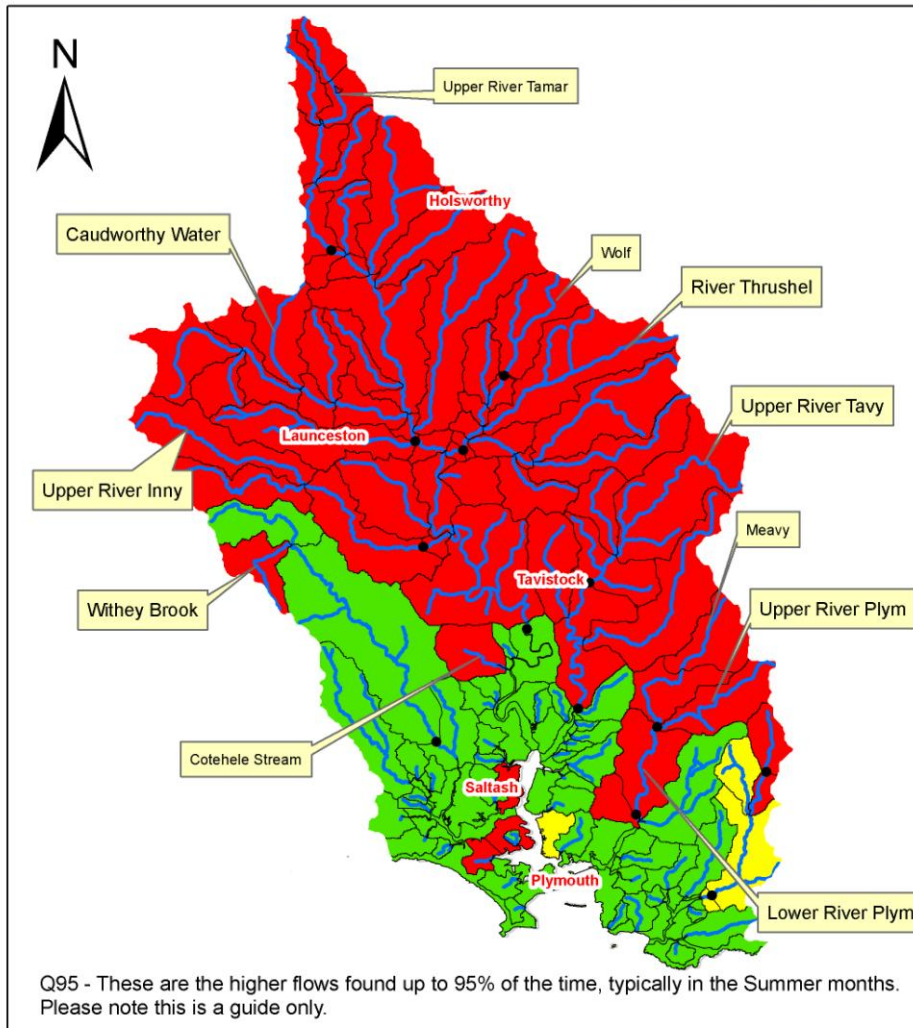 N
Upper River Tamar
Holsworthy
Caudworthy Water
Wolf
River Thrushel
Launceston
Upper River Tavy
Upper River Inny
Meavy
Tavistock
Withey Brook
Upper River Plym
Cotehele Stream
Saltash
Plymouth
Lower River Plym
Q95 - These are the higher flows found up to 95% of the time, typically in the Summer months.
Please note this is a guide only.